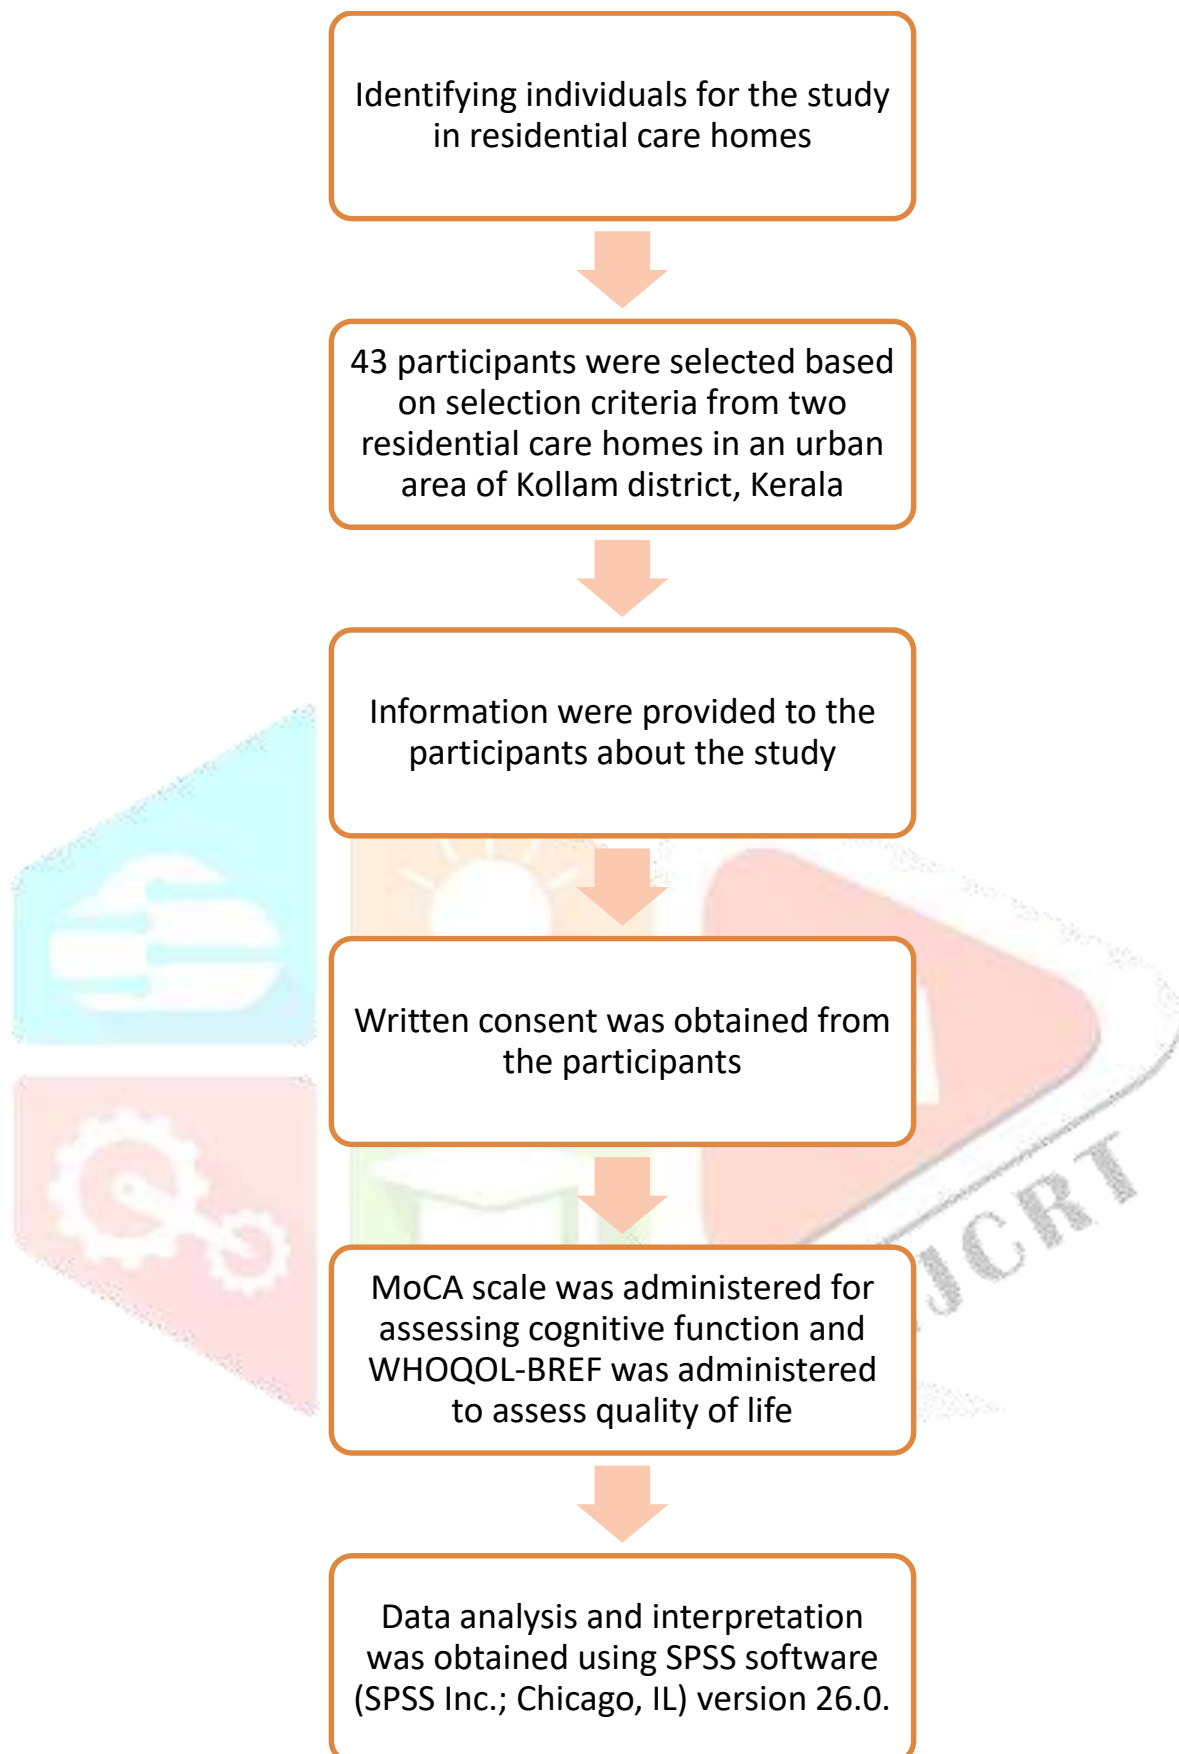 Identifying individuals for the study
in residential care homes
43 participants were selected based
on selection criteria from two
residential care homes in an urban
area of Kollam district, Kerala
Information were provided to the
participants about the study
Written consent was obtained from
the participants
MoCA scale was administered for
assessing cognitive function and
WHOQOL-BREF was administered
to assess quality of life
Data analysis and interpretation
was obtained using SPSS software
(SPSS Inc.; Chicago, IL) version 26.0.
JCRT